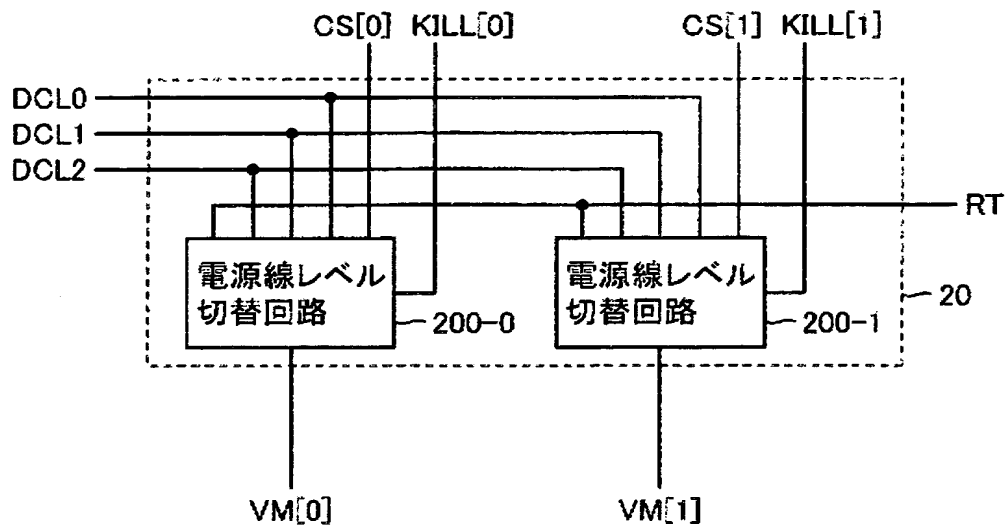 CS[0] KILL[0] CS[1] KILL[1]
DCL0
DCL1
DCL2
RT
電源線レベル
切替回路
200-0
電源線レベル
切替回路
200-1
20
VM[0] VM[1]